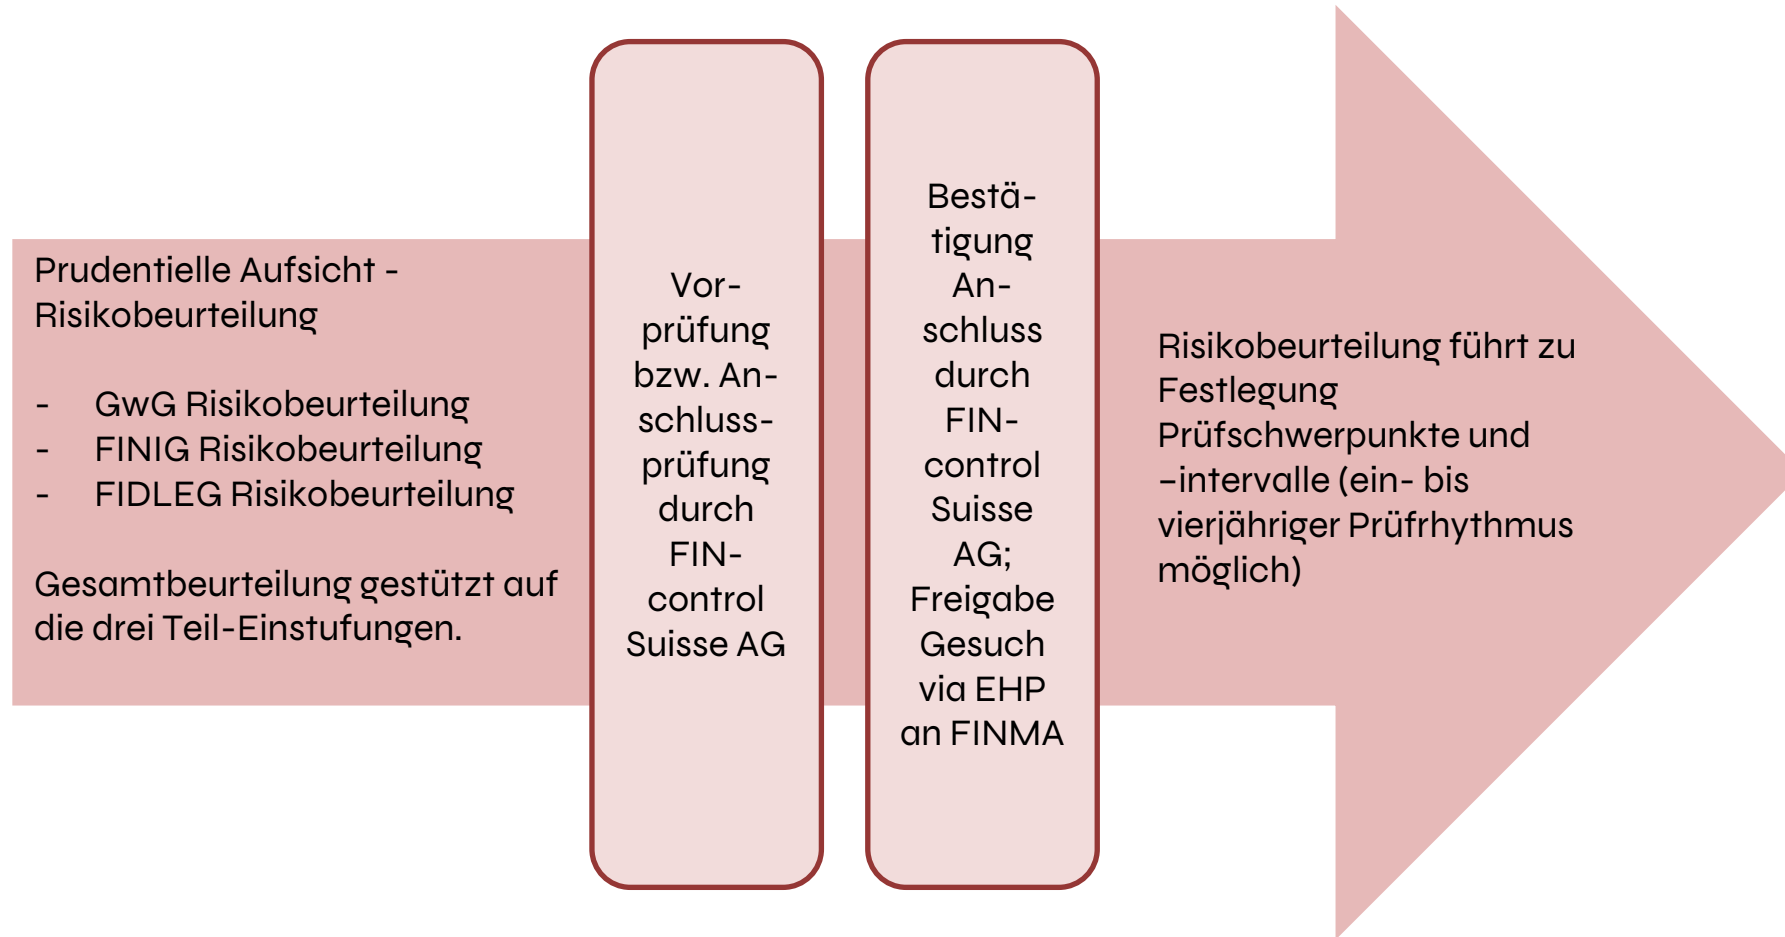 Prudentielle Aufsicht -
Risikobeurteilung
- GwG Risikobeurteilung
- FINIG Risikobeurteilung
- FIDLEG Risikobeurteilung
Gesamtbeurteilung gestützt auf
die drei Teil-Einstufungen.
Vor-
prüfung
bzw. An-
schluss-
prüfung
durch
FIN-
control
Suisse AG
Bestä-
tigung
An-
schluss
durch
FIN-
control
Suisse
AG;
Freigabe
Gesuch
via EHP
an FINMA
Risikobeurteilung führt zu
Festlegung
Prüfschwerpunkte und
–intervalle (ein- bis
vierjähriger Prüfrhythmus
möglich)